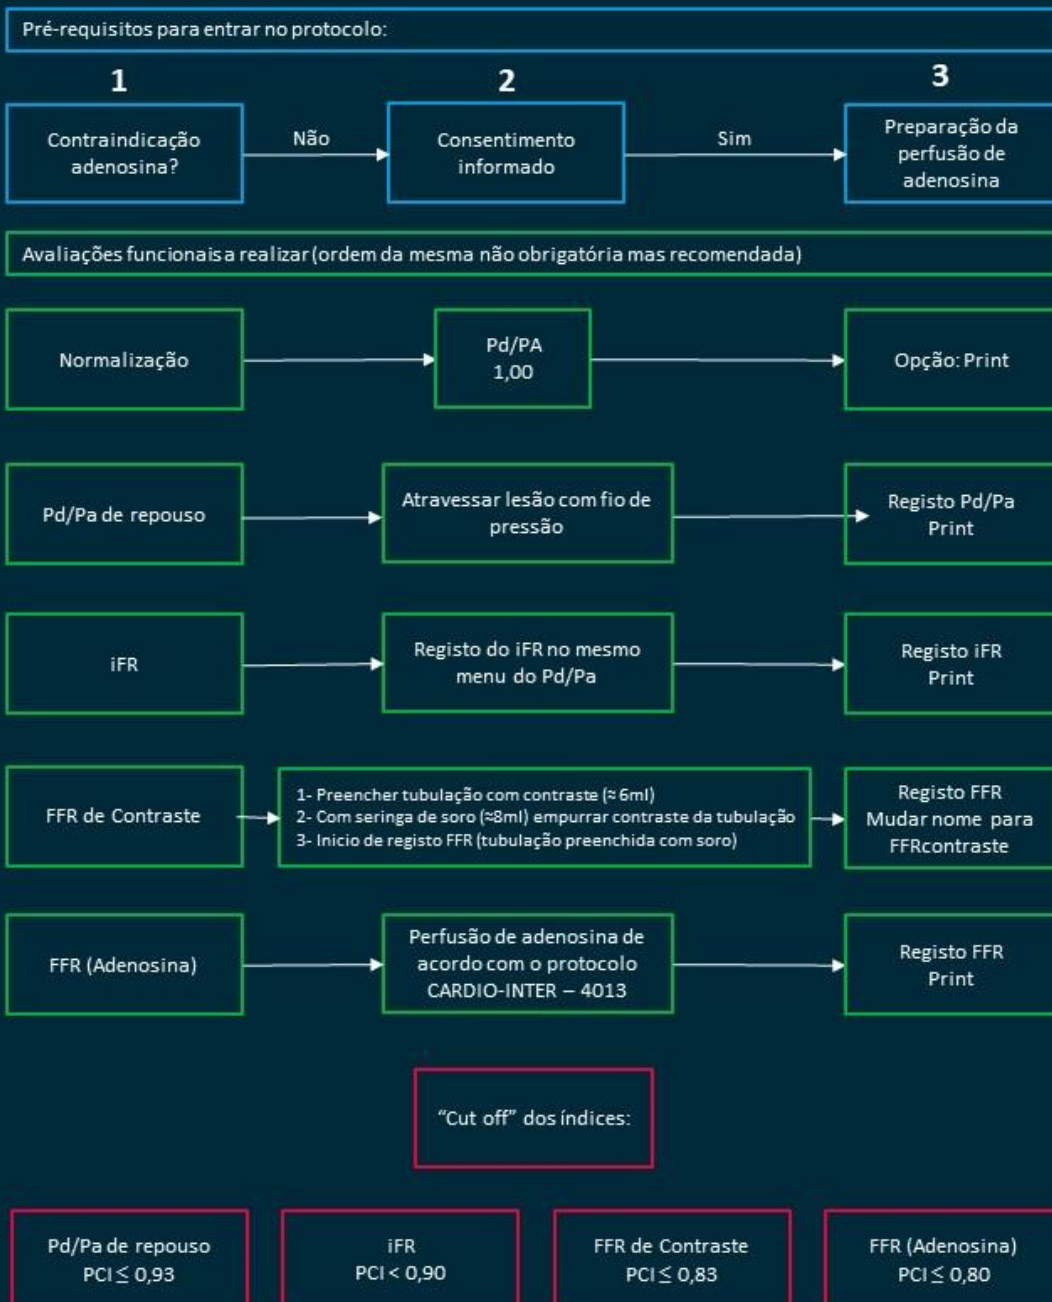 Pré-requisitos para entrar no protocolo:
1
2
3
Contraindicação
adenosina?
Não
Consentimento
informado
Sim
Preparação da
perfusão de
adenosina
Avaliações funcionais a realizar (ordem da mesma não obrigatória mas recomendada)
Normalização
Pd/PA
1,00
Opção: Print
Pd/Pa de repouso
Atravessar lesão com fio de
pressão
Registo Pd/Pa
Print
iFR
Registo do iFR no mesmo
menu do Pd/Pa
Registo iFR
Print
FFR de Contraste
1- Preencher tubulação com contraste (≈ 6ml)
2- Com seringa de soro (≈8ml) empurrar contraste da tubulação
3- Inicio de registo FFR (tubulação preenchida com soro)
Registo FFR
Mudar nome para
FFRcontraste
FFR (Adenosina)
Perfusão de adenosina de
acordo com o protocolo
CARDIO-INTER – 4013
Registo FFR
Print
“Cut off” dos índices:
Pd/Pa de repouso
PCI ≤ 0,93
iFR
PCI < 0,90
FFR de Contraste
PCI ≤ 0,83
FFR (Adenosina)
PCI ≤ 0,80